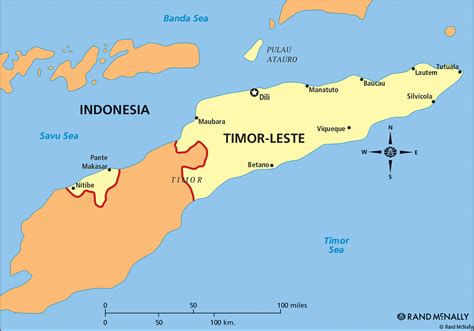 Banda Sea
PULAU
ATAURO
Tutuala
Lautem
Baucau
Manatuto
Dili
Silvicola
INDONESIA
Maubara
Viqueque
TIMOR-LESTE
Savu Sea
Pante
Makasar
Betano
TIMOR
Nitibe
Timor
Sea
0 50 100 miles
0 50 100 km.
RAND McNALLY
© Rand McNally